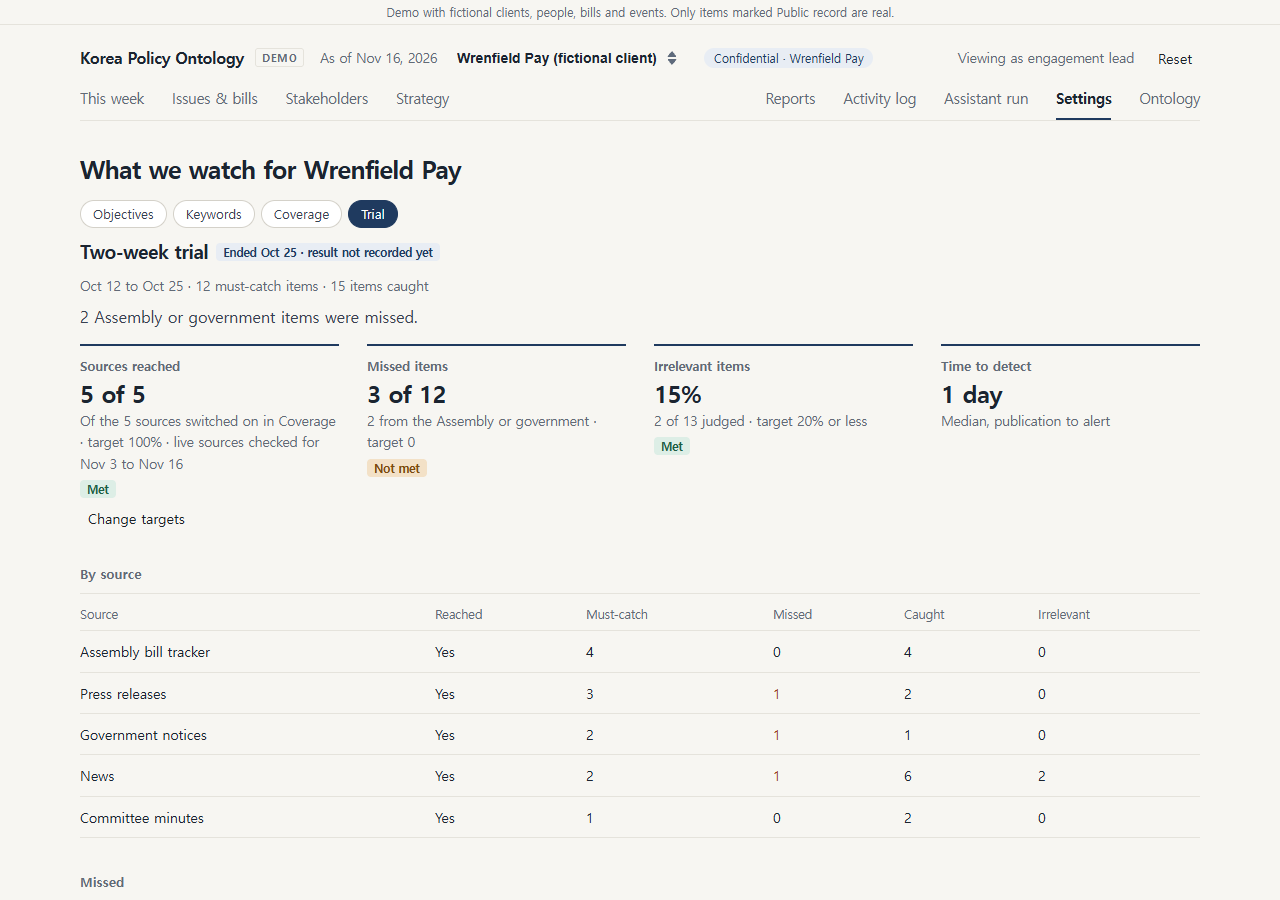 Demo with fictional clients, people, bills and events. Only items marked Public record are real.
Korea Policy Ontology DEMO As of Nov 16, 2026 Wrenfield Pay (fictional client) Confidential · Wrenfield Pay Viewing as engagement lead Reset
This week Issues & bills Stakeholders Strategy Reports Activity log Assistant run Settings Ontology
What we watch for Wrenfield Pay
Objectives Keywords Coverage Trial
Two-week trial Ended Oct 25 · result not recorded yet
Oct 12 to Oct 25 · 12 must-catch items · 15 items caught
2 Assembly or government items were missed.
Sources reached
5 of 5
Of the 5 sources switched on in Coverage
· target 100% · live sources checked for
Nov 3 to Nov 16
Met
Missed items
3 of 12
2 from the Assembly or government ·
target 0
Not met
Irrelevant items
15%
2 of 13 judged · target 20% or less
Met
Time to detect
1 day
Median, publication to alert
Change targets
By source
Source Reached Must-catch Missed Caught Irrelevant
Assembly bill tracker Yes 4 0 4 0
Press releases Yes 3 1 2 0
Government notices Yes 2 1 1 0
News Yes 2 1 6 2
Committee minutes Yes 1 0 2 0
Missed